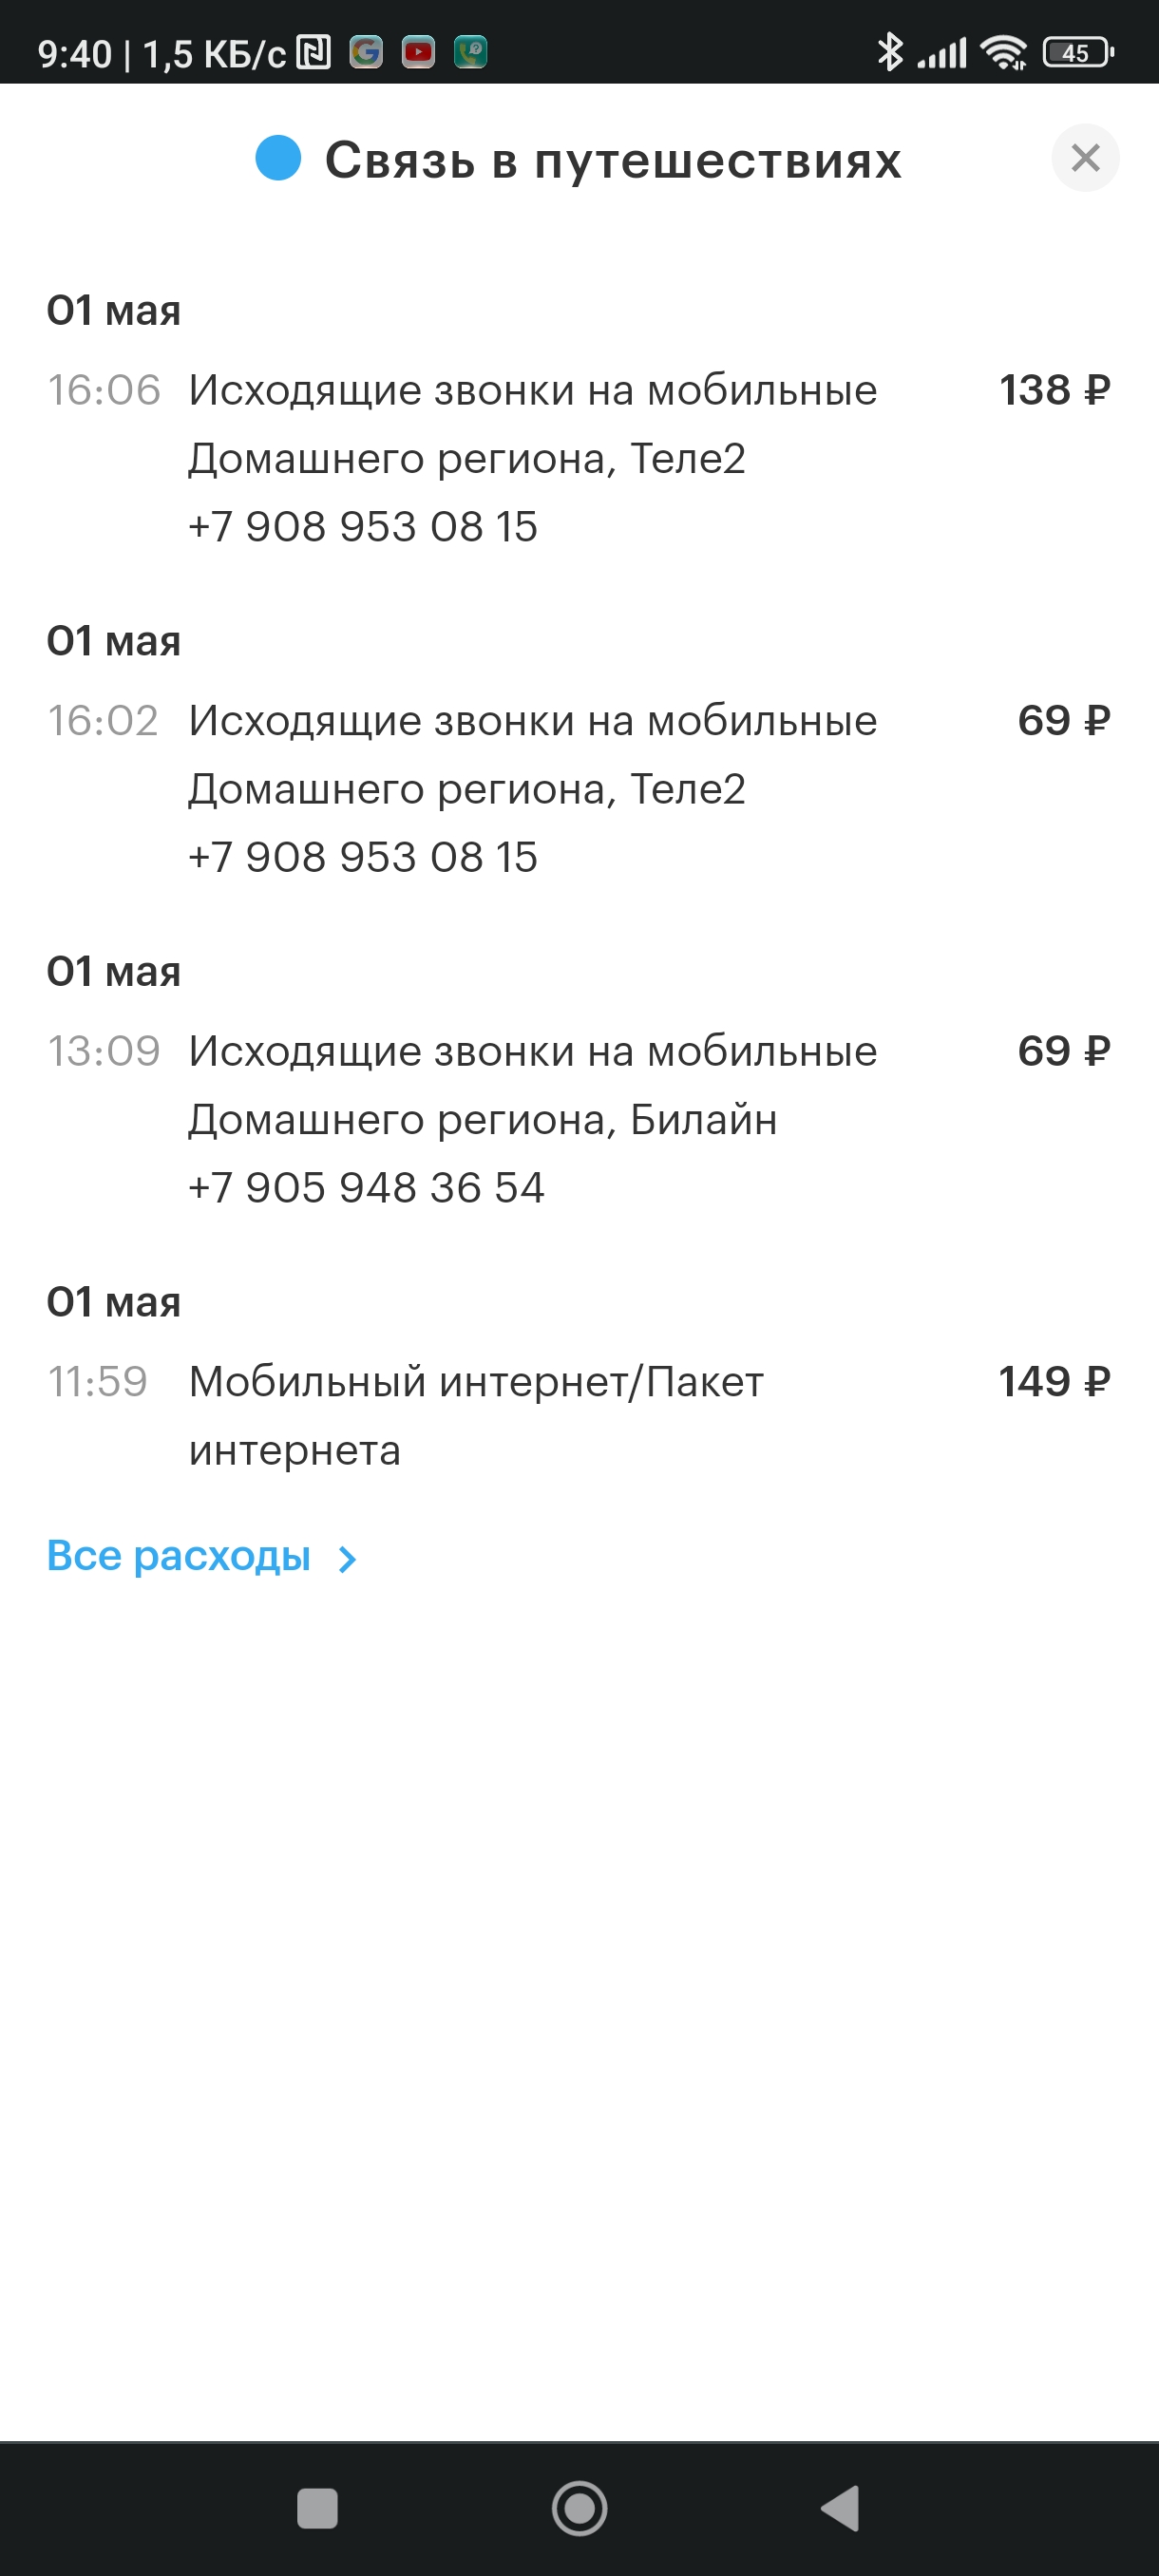 9:40 | 1,5 КБ/с
45
Связь в путешествиях
01 мая
16:06 Исходящие звонки на мобильные 138 ₽
Домашнего региона, Теле2
+7 908 953 08 15
01 мая
16:02 Исходящие звонки на мобильные 69 ₽
Домашнего региона, Теле2
+7 908 953 08 15
01 мая
13:09 Исходящие звонки на мобильные 69 ₽
Домашнего региона, Билайн
+7 905 948 36 54
01 мая
11:59 Мобильный интернет/Пакет 149 ₽
интернета
Все расходы